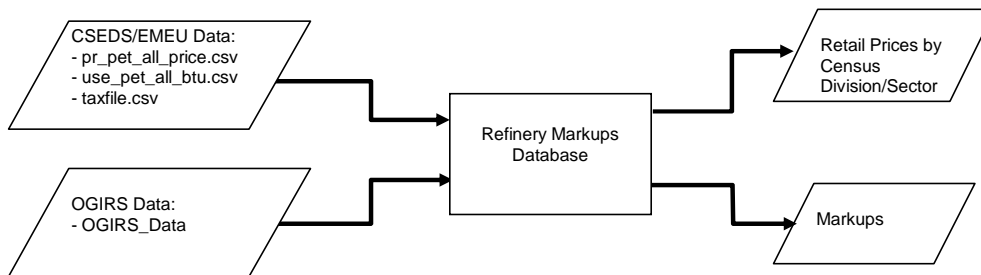 CSEDS/EMEU Data:
- pr_pet_all_price.csv
- use_pet_all_btu.csv
- taxfile.csv
OGIRS Data:
- OGIRS_Data
Refinery Markups
Database
Retail Prices by
Census
Division/Sector
Markups